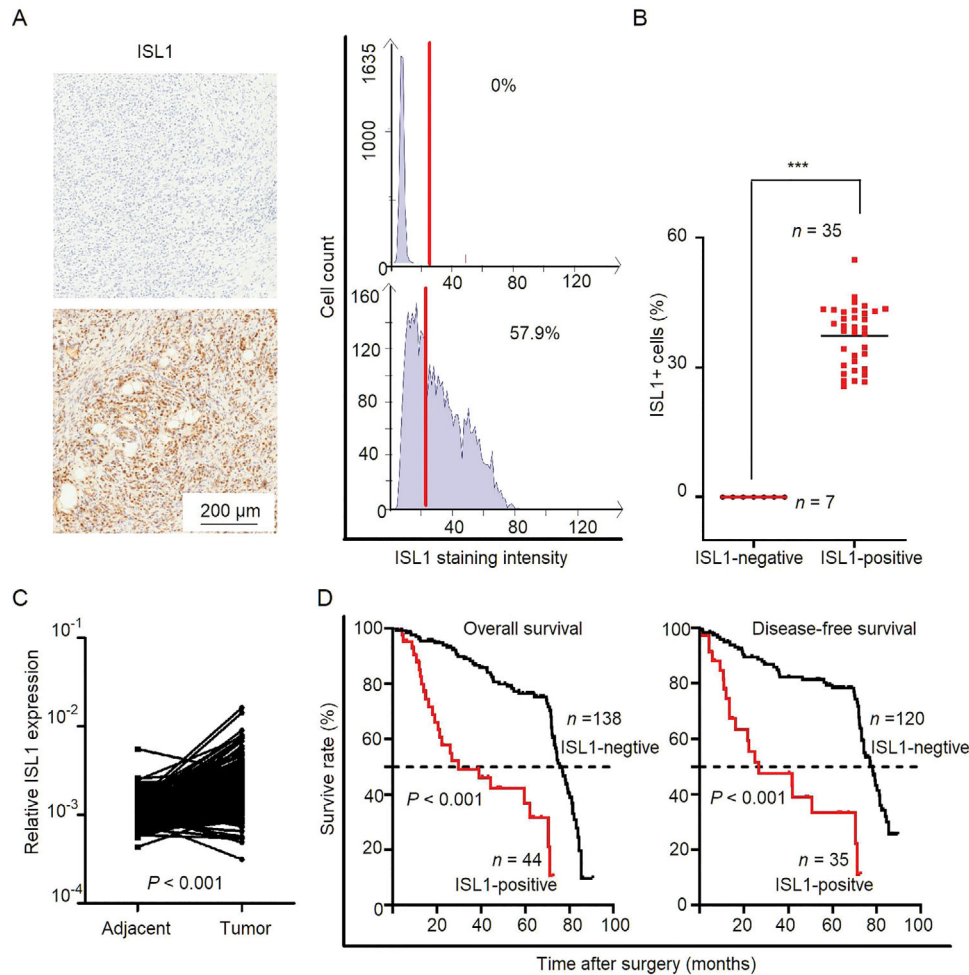 A
ISL1
200 μm
Cell count
1635
1000
0
0%
40
80
120
160
120
80
40
0
57.9%
40
80
120
ISL1 staining intensity
B
***
n = 35
60
30
0
ISL1+ cells (%)
n = 7
ISL1-negative
ISL1-positive
C
Relative ISL1 expression
10-1
10-2
10-3
10-4
P < 0.001
Adjacent
Tumor
D
Survive rate (%)
100
80
60
40
20
0
Overall survival
n =138
ISL1-negtive
P < 0.001
n = 44
ISL1-positive
0 20 40 60 80 100
100
80
60
40
20
0
Disease-free survival
n =120
ISL1-negtive
P < 0.001
n = 35
ISL1-positive
0 20 40 60 80 100
Time after surgery (months)